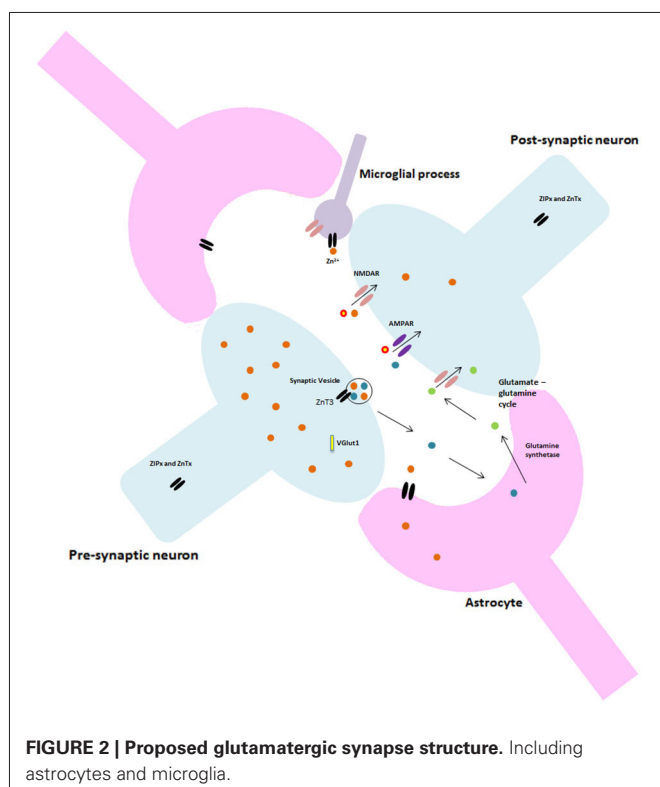 Post-synaptic neuron
Microglial process
ZIPx and ZnTx
Zn²⁺
NMDAR
AMPAR
Synaptic Vesicle
ZnT3
Glutamate –
glutamine
cycle
VGlut1
Glutamine
synthetase
ZIPx and ZnTx
Pre-synaptic neuron
Astrocyte
FIGURE 2 | Proposed glutamatergic synapse structure. Including
astrocytes and microglia.